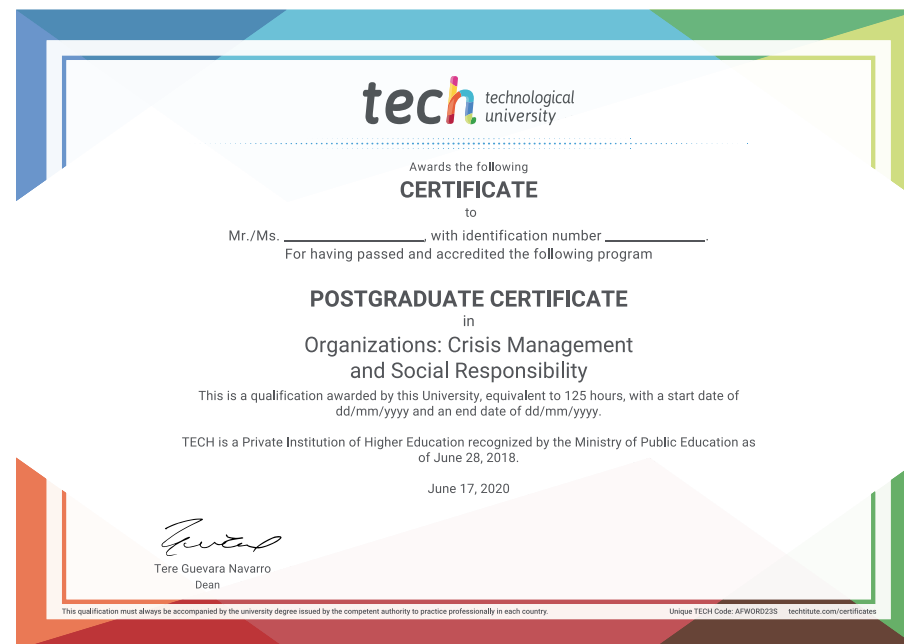 tech technological
university
Awards the following
CERTIFICATE
to
Mr./Ms. ____________________, with identification number ______________.
For having passed and accredited the following program
POSTGRADUATE CERTIFICATE
in
Organizations: Crisis Management
and Social Responsibility
This is a qualification awarded by this University, equivalent to 125 hours, with a start date of
dd/mm/yyyy and an end date of dd/mm/yyyy.
TECH is a Private Institution of Higher Education recognized by the Ministry of Public Education as
of June 28, 2018.
June 17, 2020
Tere Guevara Navarro
Dean
This qualification must always be accompanied by the university degree issued by the competent authority to practice professionally in each country. Unique TECH Code: AFWORD23S techtitute.com/certificates